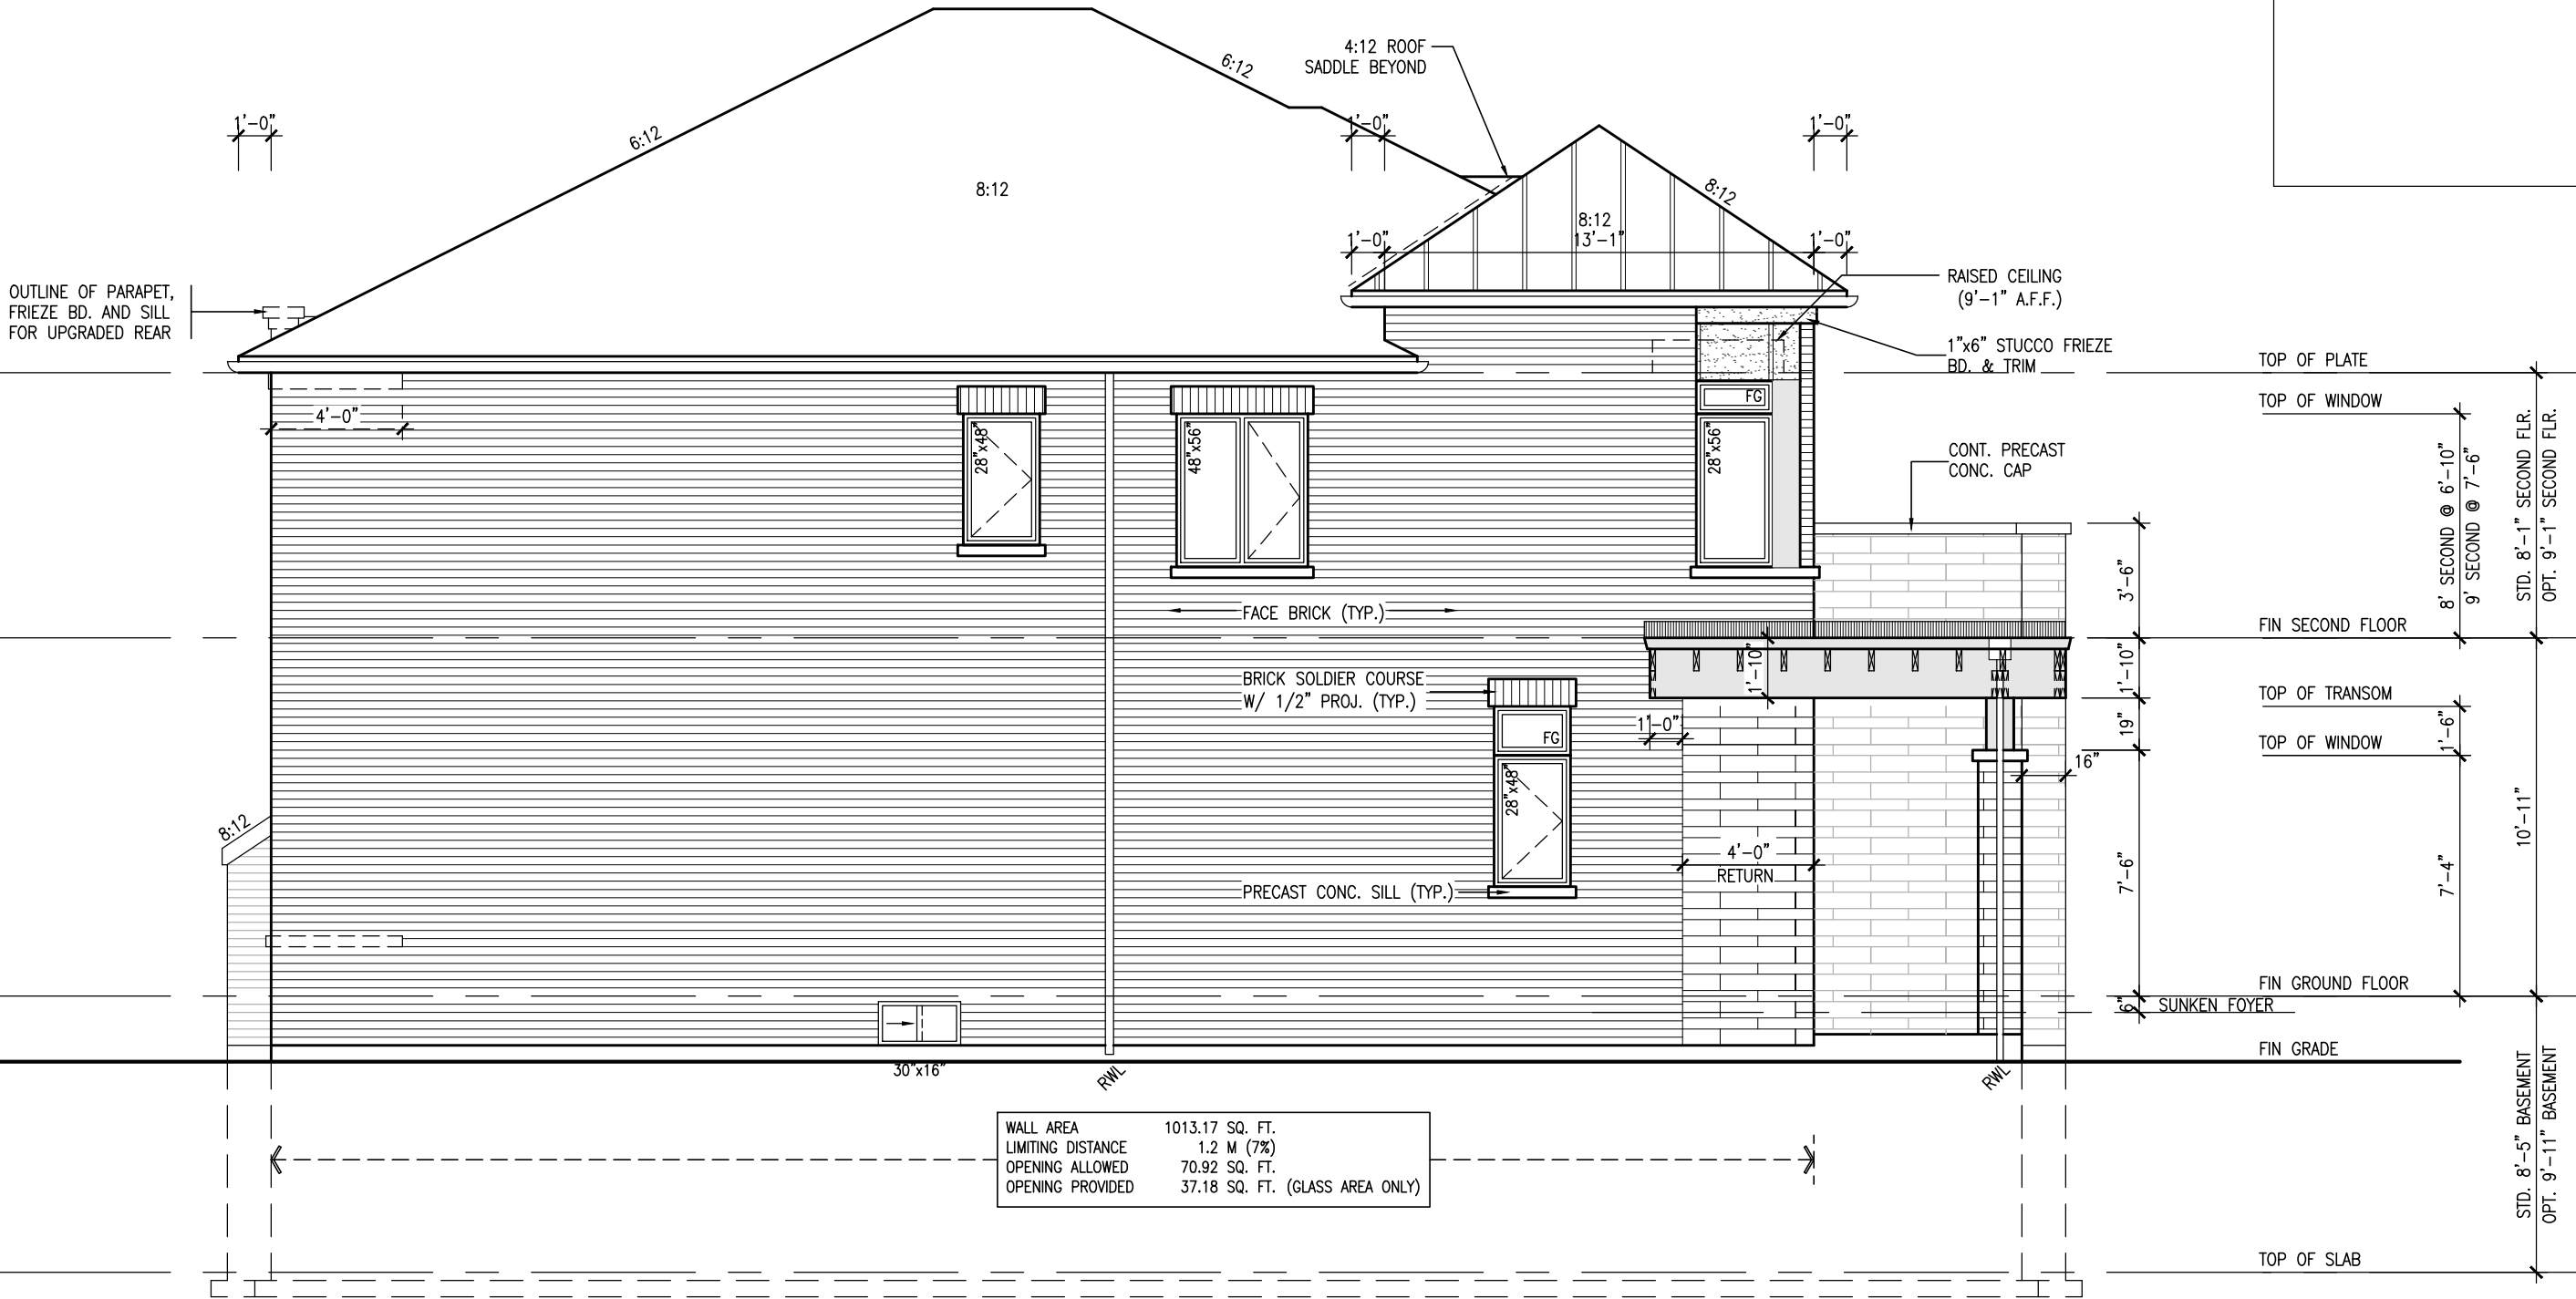 4:12 ROOF
SADDLE BEYOND
6:12
6:12
1'-0"
1'-0"
1'-0"
8:12
8:12
8:12
13'-1"
1'-0"
1'-0"
OUTLINE OF PARAPET,
FRIEZE BD. AND SILL
FOR UPGRADED REAR
RAISED CEILING
(9'-1" A.F.F.)
1"x6" STUCCO FRIEZE
BD. & TRIM
TOP OF PLATE
TOP OF WINDOW
4'-0"
28"x48"
48"x56"
FG
28"x56"
CONT. PRECAST
CONC. CAP
8' SECOND @ 6'-10"
9' SECOND @ 7'-6"
STD. 8'-1" SECOND FLR.
OPT. 9'-1" SECOND FLR.
3'-6"
FACE BRICK (TYP.)
FIN SECOND FLOOR
BRICK SOLDIER COURSE
W/ 1/2" PROJ. (TYP.)
1'-10"
1'-10"
TOP OF TRANSOM
1'-0"
19"
1'-6"
FG
TOP OF WINDOW
16"
28"x48"
8:12
4'-0"
RETURN
7'-6"
7'-4"
10'-11"
PRECAST CONC. SILL (TYP.)
FIN GROUND FLOOR
6"
SUNKEN FOYER
FIN GRADE
30"x16"
RWL
RWL
STD. 8'-5" BASEMENT
OPT. 9'-11" BASEMENT
WALL AREA 1013.17 SQ. FT.
LIMITING DISTANCE 1.2 M (7%)
OPENING ALLOWED 70.92 SQ. FT.
OPENING PROVIDED 37.18 SQ. FT. (GLASS AREA ONLY)
TOP OF SLAB